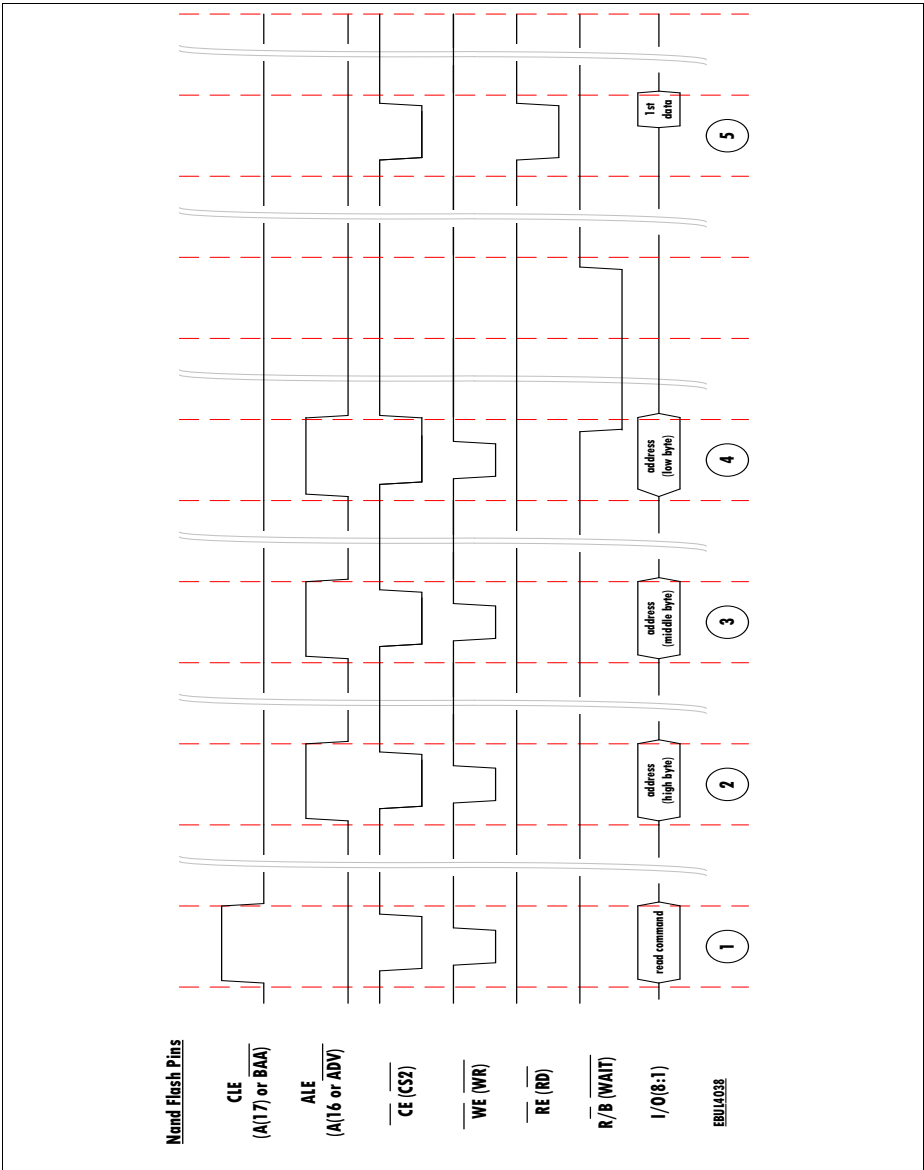 Nand Flash Pins
CLE
(A(17) or BAA)
ALE
(A(16 or ADV)
CE (CS2)
WE (WR)
RE (RD)
R/B (WAIT)
I/O(8:1)
read command
address
(high byte)
address
(middle byte)
address
(low byte)
1st
data
1
2
3
4
5
EBUL4038